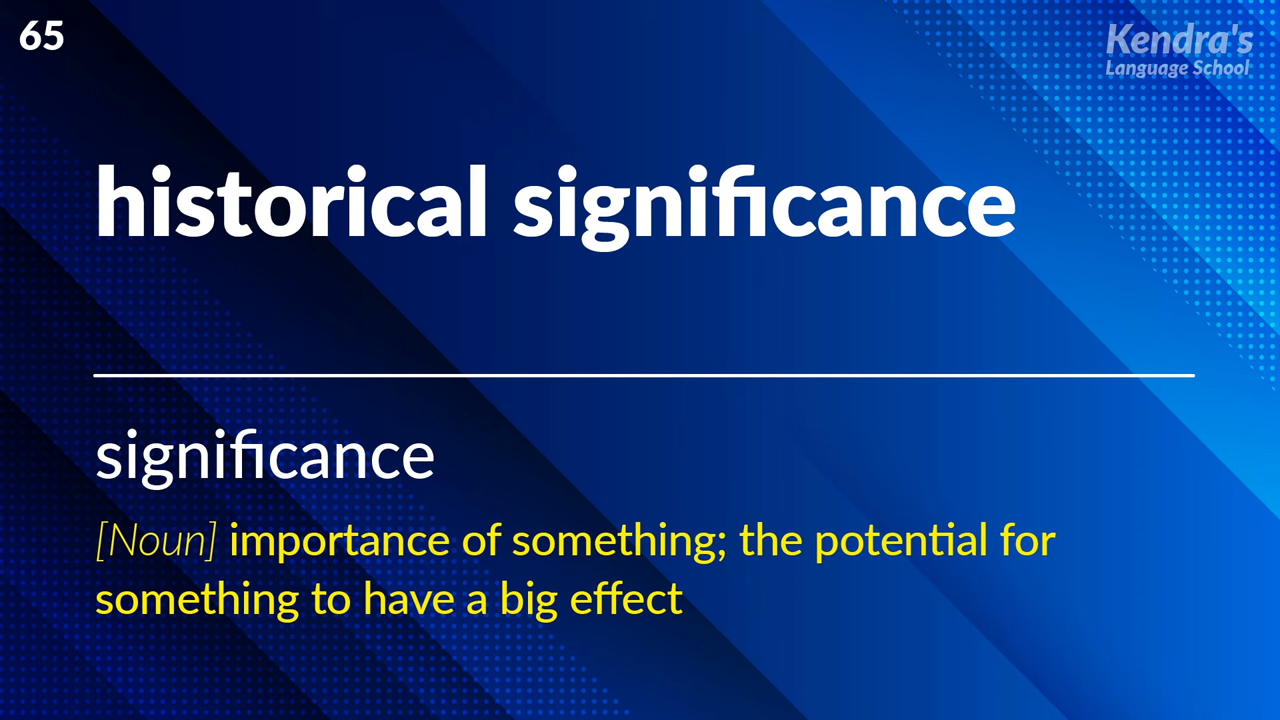 65
Kendra's
Language School
historical significance
significance
[Noun] importance of something; the potential for
something to have a big effect